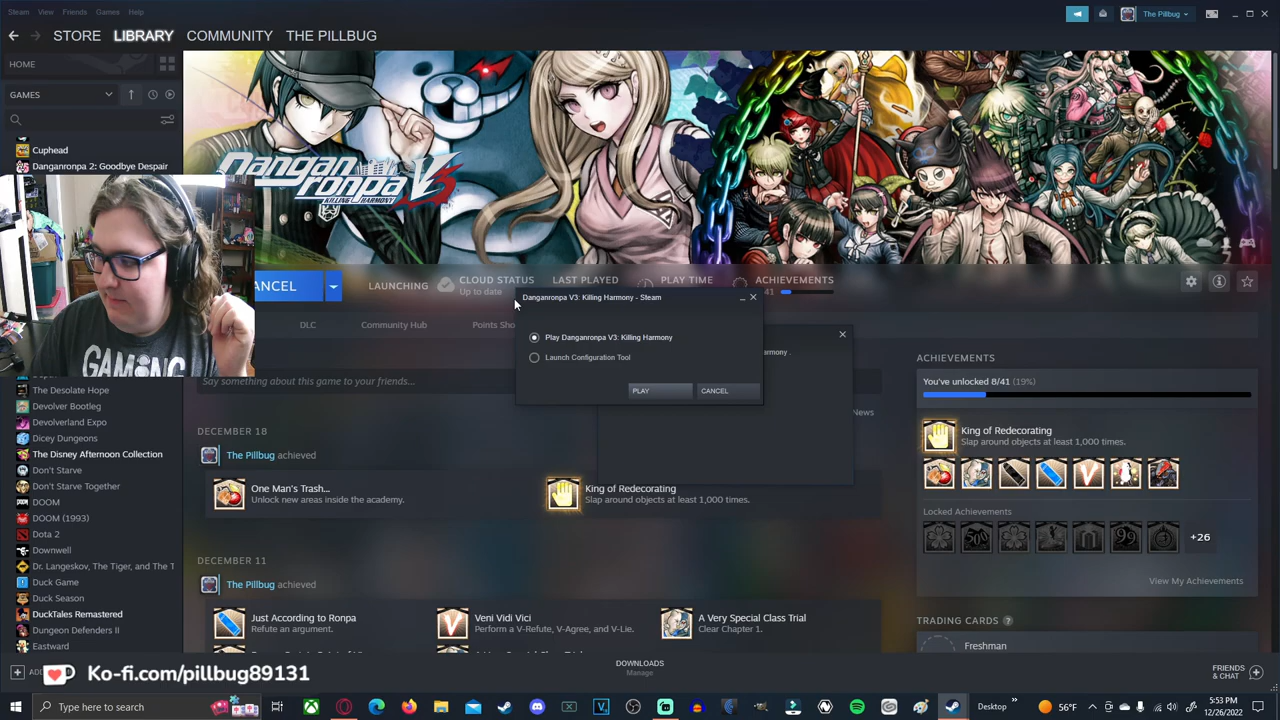 Steam View Friends Games Help
The Pillbug
STORE LIBRARY COMMUNITY THE PILLBUG
HOME
GAMES
Cuphead
Danganronpa 2: Goodbye Despair
Danganronpa V3
KILLING HARMONY
ANCEL
LAUNCHING
CLOUD STATUS
Up to date
LAST PLAYED
PLAY TIME
ACHIEVEMENTS
41
DLC
Community Hub
Points Sho
News
Danganronpa V3: Killing Harmony - Steam
Play Danganronpa V3: Killing Harmony
Launch Configuration Tool
PLAY
CANCEL
armony .
Say something about this game to your friends...
GAMING
The Desolate Hope
Devolver Bootleg
Devolverland Expo
Dicey Dungeons
The Disney Afternoon Collection
Don't Starve
Don't Starve Together
DOOM
DOOM (1993)
Dota 2
Downwell
Dr. Langeskov, The Tiger, and The T
Duck Game
Duck Season
DuckTales Remastered
Dungeon Defenders II
Eastward
DECEMBER 18
The Pillbug achieved
One Man's Trash...
Unlock new areas inside the academy.
King of Redecorating
Slap around objects at least 1,000 times.
DECEMBER 11
The Pillbug achieved
Just According to Ronpa
Refute an argument.
Veni Vidi Vici
Perform a V-Refute, V-Agree, and V-Lie.
A Very Special Class Trial
Clear Chapter 1.
ACHIEVEMENTS
You've unlocked 8/41 (19%)
King of Redecorating
Slap around objects at least 1,000 times.
Locked Achievements
+26
View My Achievements
TRADING CARDS
Freshman
AD
Ko-fi.com/pillbug89131
DOWNLOADS
Manage
FRIENDS
& CHAT
Type here to search
Desktop
56°F
5:53 PM
12/26/2022